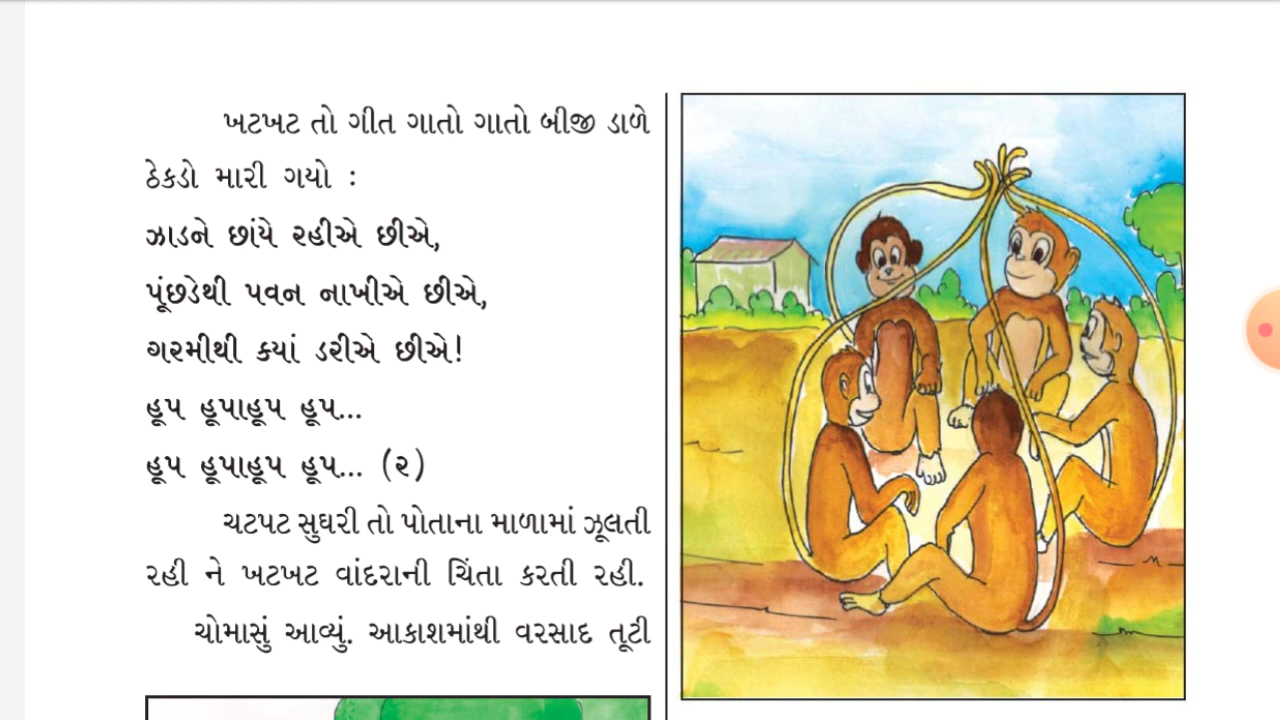 ખટખટ તો ગીત ગાતો ગાતો બીજી ડાળે
ઠેકડો મારી ગયો :
ઝાડને છાંયે રહીએ છીએ,
પૂંછડેથી પવન નાખીએ છીએ,
ગરમીથી ક્યાં ડરીએ છીએ!
હૂપ હૂપાહૂપ હૂપ...
હૂપ હૂપાહૂપ હૂપ... (૨)
ચટપટ સુઘરી તો પોતાના માળામાં ઝૂલતી
રહી ને ખટખટ વાંદરાની ચિંતા કરતી રહી.
ચોમાસું આવ્યું. આકાશમાંથી વરસાદ તૂટી